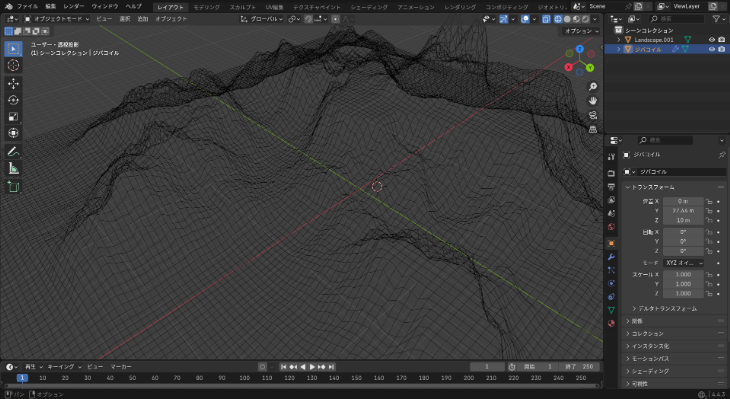 ファイル 編集 レンダー ウィンドウ ヘルプ レイアウト モデリング スカルプト UV編集 テクスチャペイント シェーディング アニメーション レンダリング コンポジティング Scene ViewLayer
オブジェクトモード ビュー 選択 追加 オブジェクト グローバル 検索
オプション
ユーザー・透視投影
(1) シーンコレクション | ジバコイル
X Y Z
シーンコレクション
Landscape.001
ジバコイル
検索
ジバコイル
ジバコイル
トランスフォーム
位置 X 0 m
Y
Z 10 m
回転 X 0°
Y 0°
Z 0°
モード XYZ オイ...
スケール X 1.000
Y 1.000
Z 1.000
デルタトランスフォーム
関係
コレクション
インスタンス化
モーションパス
シェーディング
可視性
再生 キーイング ビュー マーカー 1 開始 1 終了 250
1 10 20 30 40 50 60 70 80 90 100 110 120 130 140 150 160 170 180 190 200 210 220 230 240 250
パン オプション 4.4.3